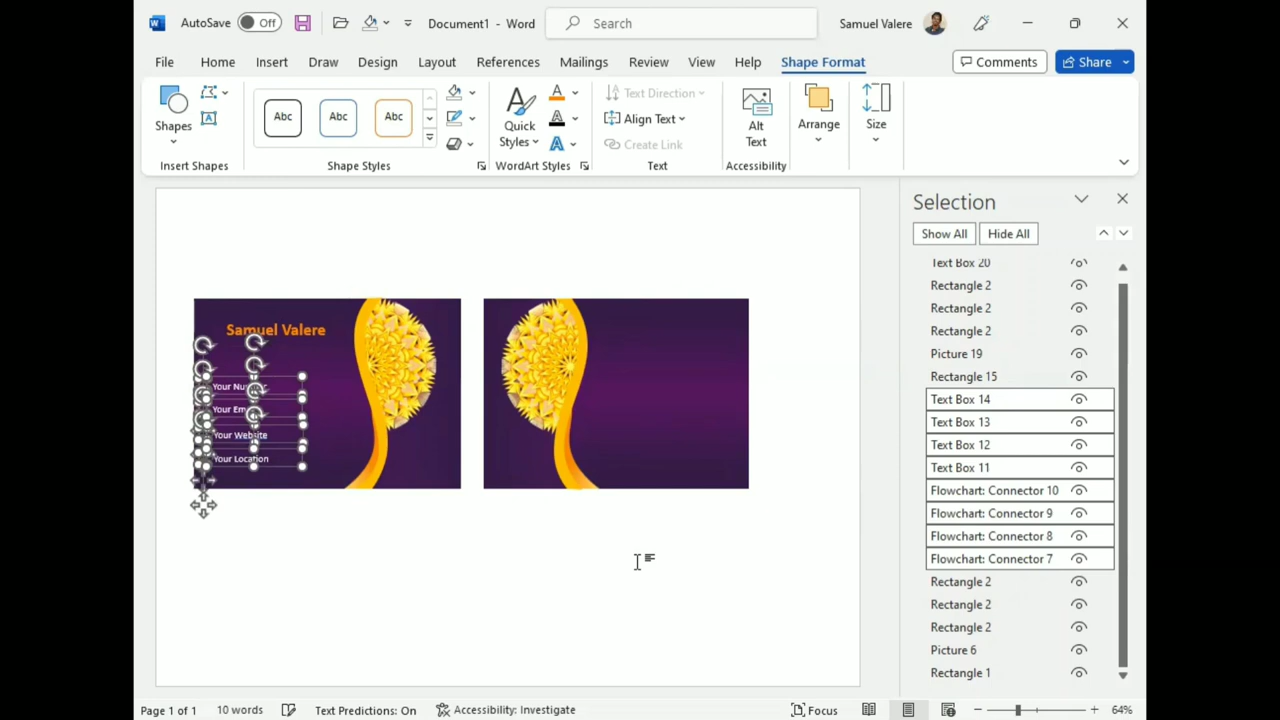 AutoSave Off Document1 - Word Search Samuel Valere
File Home Insert Draw Design Layout References Mailings Review View Help Shape Format Comments Share
Shapes
Insert Shapes
Abc Abc Abc
Shape Styles
Quick Styles
WordArt Styles
Text Direction
Align Text
Create Link
Text
Alt Text
Accessibility
Arrange
Size
Selection
Show All Hide All
Text Box 20
Rectangle 2
Rectangle 2
Rectangle 2
Picture 19
Rectangle 15
Text Box 14
Text Box 13
Text Box 12
Text Box 11
Flowchart: Connector 10
Flowchart: Connector 9
Flowchart: Connector 8
Flowchart: Connector 7
Rectangle 2
Rectangle 2
Rectangle 2
Picture 6
Rectangle 1
Samuel Valere
Your
Your
Your Website
Your Location
Page 1 of 1 10 words Text Predictions: On Accessibility: Investigate Focus 64%